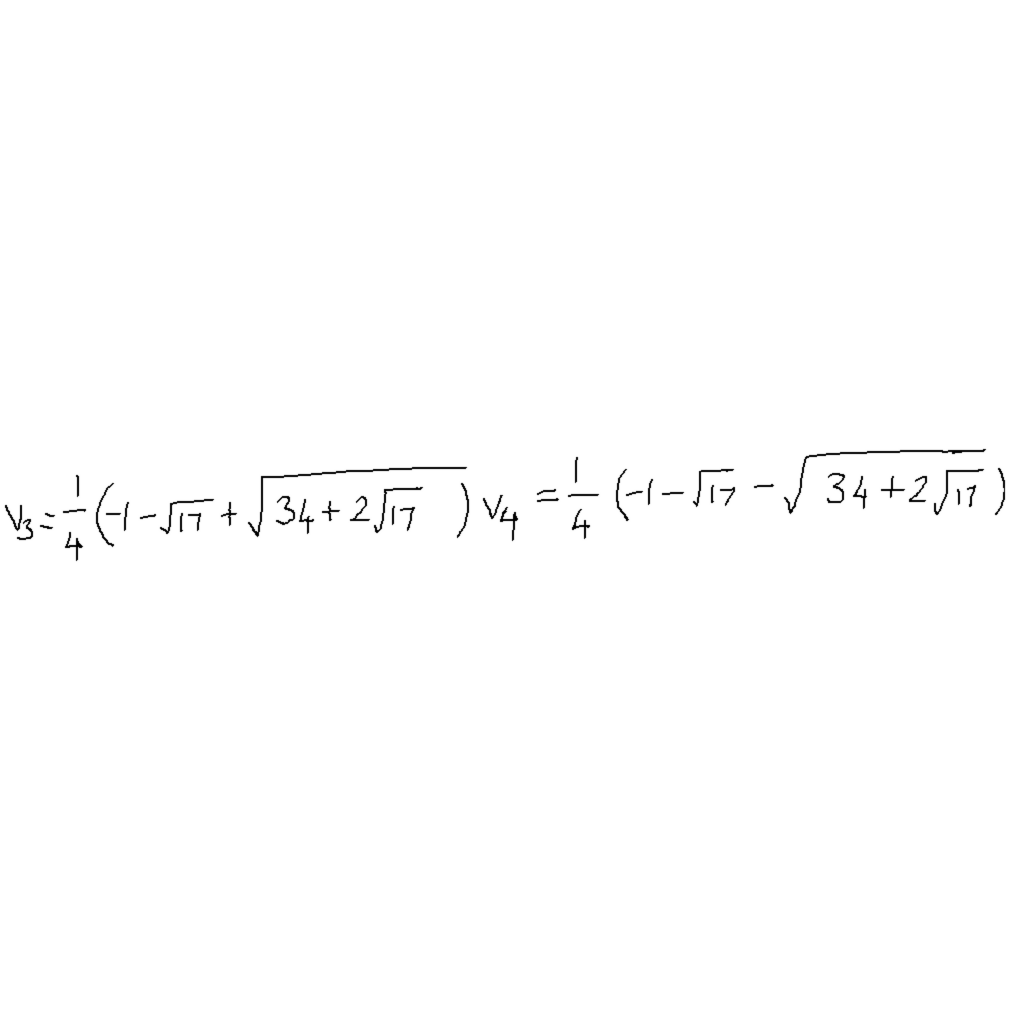 V₃ = 1/4 (-1 - √17 + √(34 + 2√17)) V₄ = 1/4 (-1 - √17 - √(34 + 2√17))